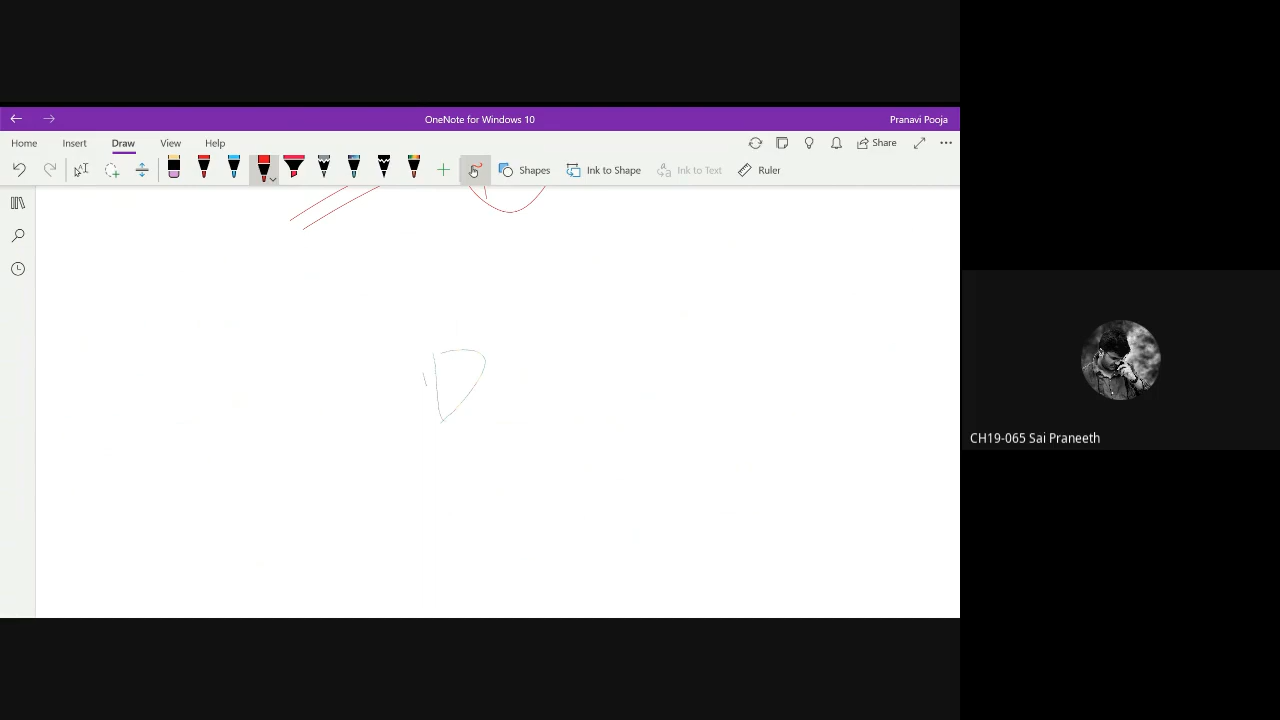 OneNote for Windows 10
Pranavi Pooja
Home Insert Draw View Help
Share
Shapes Ink to Shape Ink to Text Ruler
D
CH19-065 Sai Praneeth